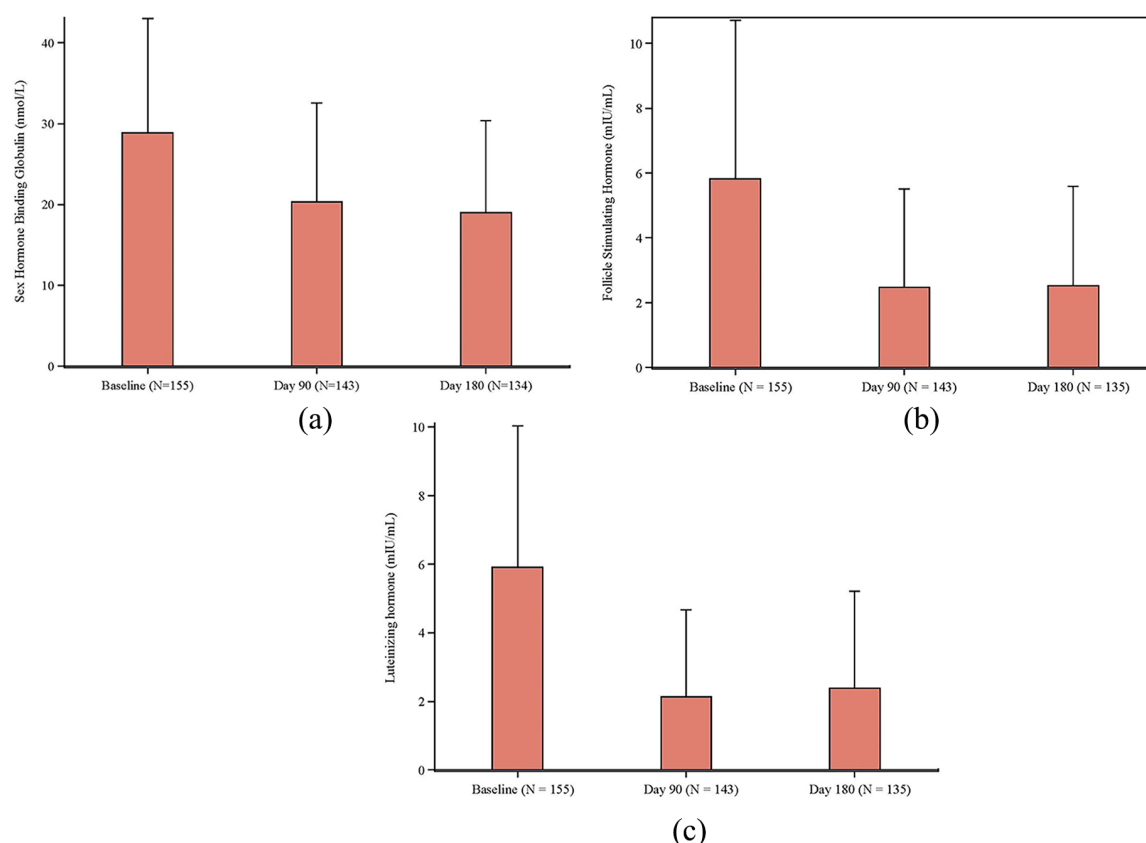 Sex Hormone Binding Globulin (nmol/L)
40
30
20
10
0
Baseline (N=155)
Day 90 (N=143)
Day 180 (N=134)
(a)
Follicle Stimulating Hormone (mIU/mL)
10
8
6
4
2
0
Baseline (N = 155)
Day 90 (N = 143)
Day 180 (N = 135)
(b)
Luteinizing hormone (mIU/mL)
10
8
6
4
2
0
Baseline (N = 155)
Day 90 (N = 143)
Day 180 (N = 135)
(c)